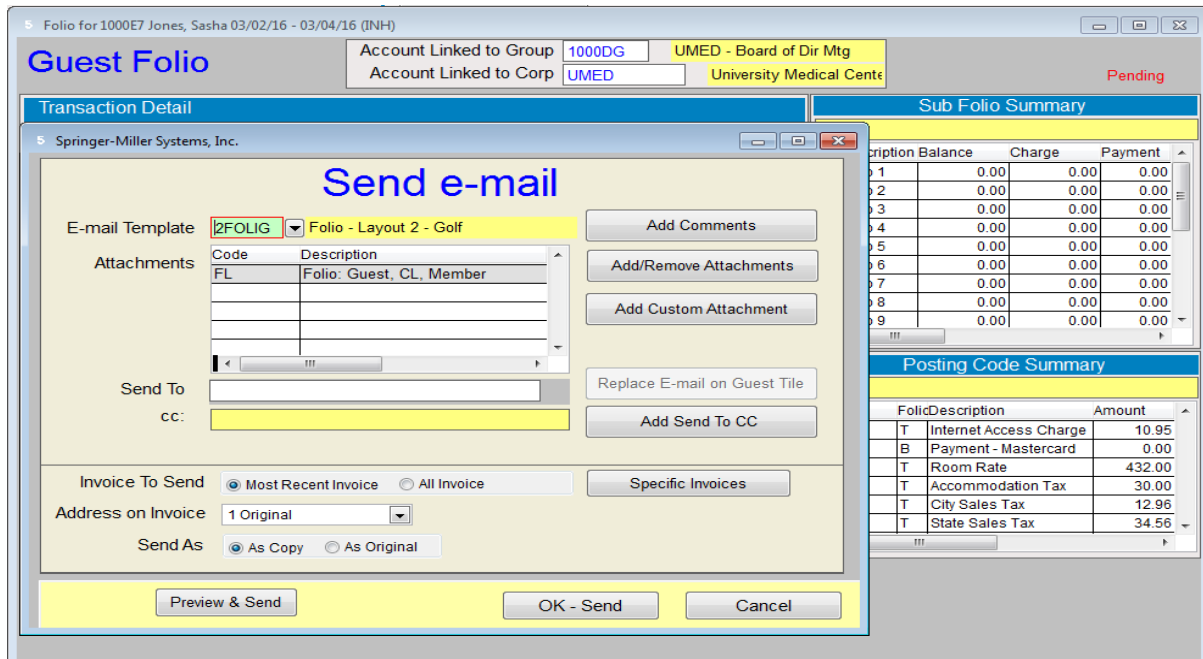 Folio for 1000E7 Jones, Sasha 03/02/16 - 03/04/16 (INH)
Guest Folio
Account Linked to Group 1000DG UMED - Board of Dir Mtg
Account Linked to Corp UMED University Medical Cente
Pending
Transaction Detail
Sub Folio Summary
Springer-Miller Systems, Inc.
Send e-mail
E-mail Template 2FOLIG Folio - Layout 2 - Golf
Attachments
Code Description
FL Folio: Guest, CL, Member
Add Comments
Add/Remove Attachments
Add Custom Attachment
Send To
Replace E-mail on Guest Tile
cc:
Add Send To CC
Invoice To Send Most Recent Invoice All Invoice Specific Invoices
Address on Invoice 1 Original
Send As As Copy As Original
Preview & Send OK - Send Cancel
cription Balance Charge Payment
1 0.00 0.00 0.00
2 0.00 0.00 0.00
3 0.00 0.00 0.00
4 0.00 0.00 0.00
5 0.00 0.00 0.00
6 0.00 0.00 0.00
7 0.00 0.00 0.00
8 0.00 0.00 0.00
9 0.00 0.00 0.00
Posting Code Summary
Folio Description Amount
T Internet Access Charge 10.95
B Payment - Mastercard 0.00
T Room Rate 432.00
T Accommodation Tax 30.00
T City Sales Tax 12.96
T State Sales Tax 34.56